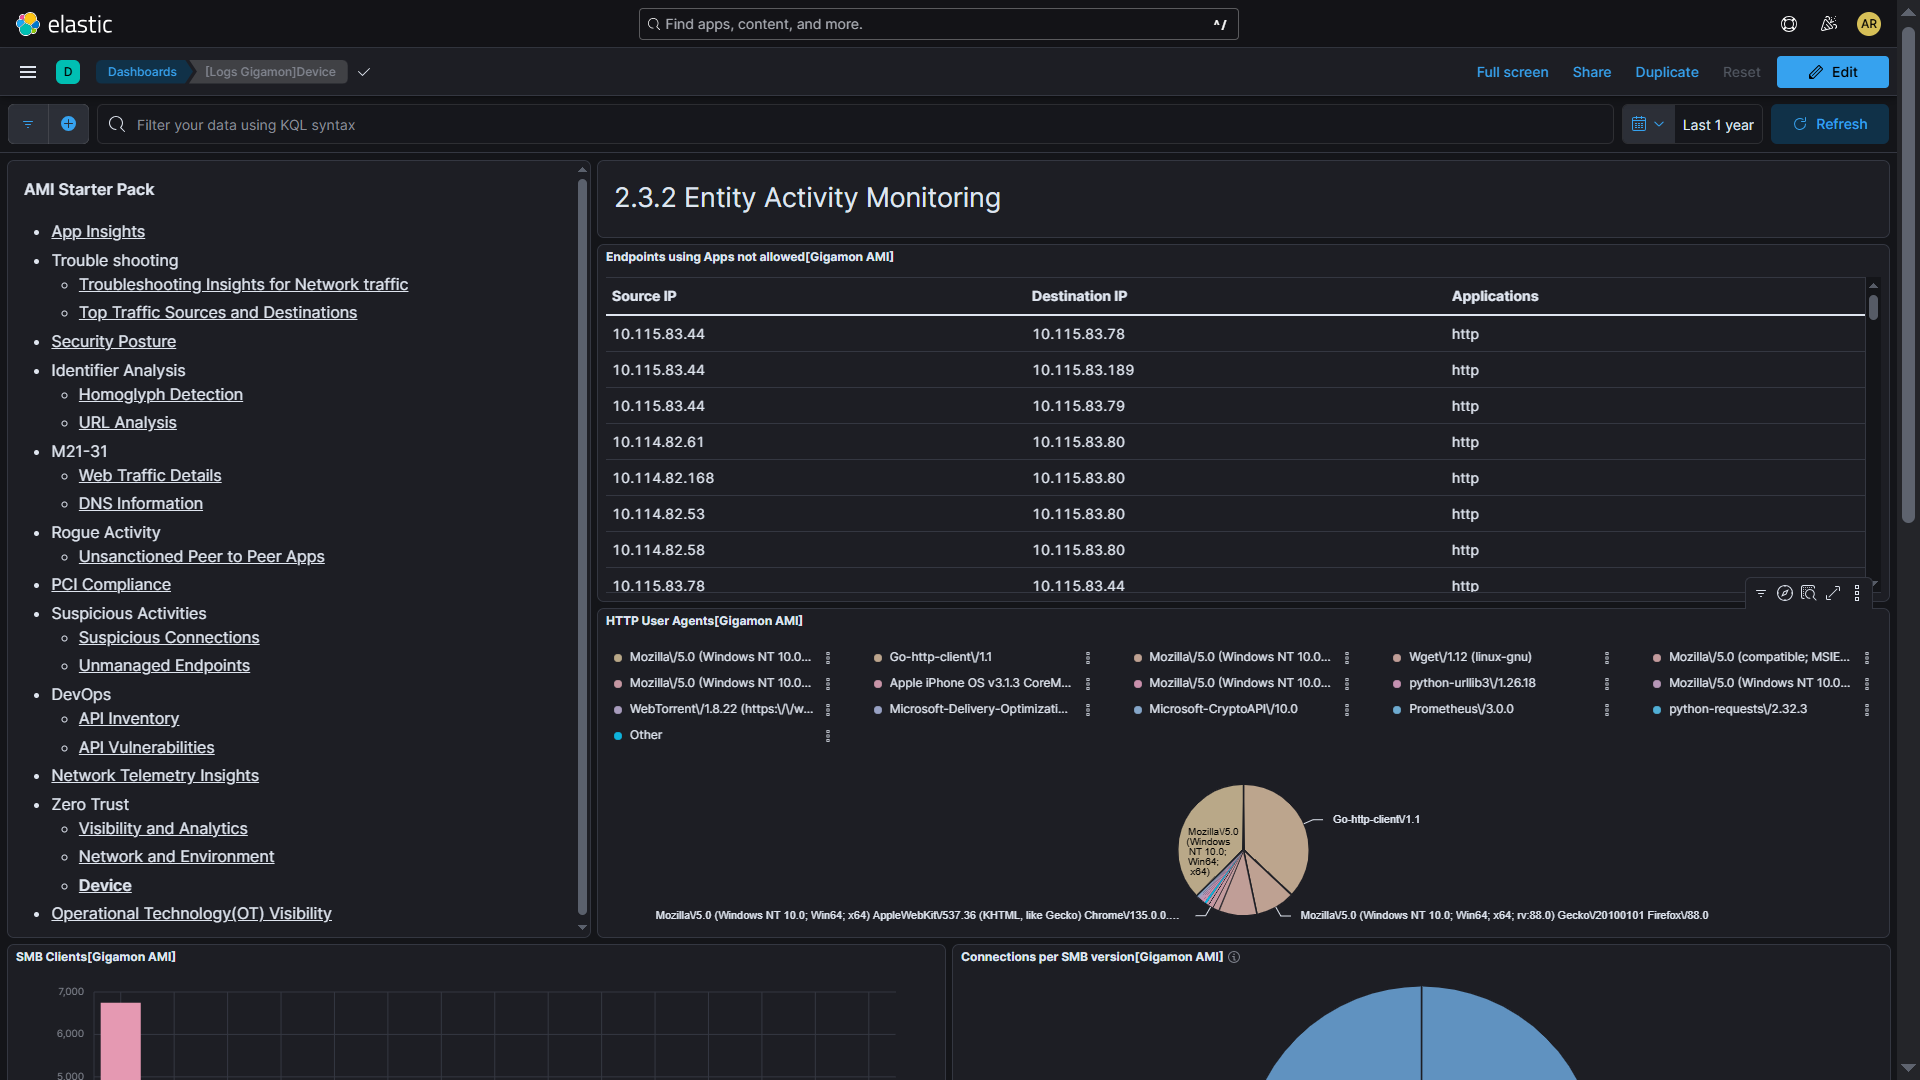 elastic
Find apps, content, and more.
^/
AR
D
Dashboards
[Logs Gigamon]Device
Full screen
Share
Duplicate
Reset
Edit
Filter your data using KQL syntax
Last 1 year
Refresh
AMI Starter Pack
App Insights
Trouble shooting
Troubleshooting Insights for Network traffic
Top Traffic Sources and Destinations
Security Posture
Identifier Analysis
Homoglyph Detection
URL Analysis
M21-31
Web Traffic Details
DNS Information
Rogue Activity
Unsanctioned Peer to Peer Apps
PCI Compliance
Suspicious Activities
Suspicious Connections
Unmanaged Endpoints
DevOps
API Inventory
API Vulnerabilities
Network Telemetry Insights
Zero Trust
Visibility and Analytics
Network and Environment
Device
Operational Technology(OT) Visibility
2.3.2 Entity Activity Monitoring
Endpoints using Apps not allowed[Gigamon AMI]
Source IP Destination IP Applications
10.115.83.44 10.115.83.78 http
10.115.83.44 10.115.83.189 http
10.115.83.44 10.115.83.79 http
10.114.82.61 10.115.83.80 http
10.114.82.168 10.115.83.80 http
10.114.82.53 10.115.83.80 http
10.114.82.58 10.115.83.80 http
10.115.83.78 10.115.83.44 http
HTTP User Agents[Gigamon AMI]
Mozilla\/5.0 (Windows NT 10.0... Go-http-client\/1.1 Mozilla\/5.0 (Windows NT 10.0... Wget\/1.12 (linux-gnu) Mozilla\/5.0 (compatible; MSIE...
Mozilla\/5.0 (Windows NT 10.0... Apple iPhone OS v3.1.3 CoreM... Mozilla\/5.0 (Windows NT 10.0... python-urllib3\/1.26.18 Mozilla\/5.0 (Windows NT 10.0...
WebTorrent\/1.8.22 (https:\/\/w... Microsoft-Delivery-Optimizati... Microsoft-CryptoAPI\/10.0 Prometheus\/3.0.0 python-requests\/2.32.3
Other
Go-http-client\/1.1
Mozilla\/5.0
(Windows
NT 10.0;
Win64;
x64)
Mozilla\/5.0 (Windows NT 10.0; Win64; x64) AppleWebKit\/537.36 (KHTML, like Gecko) Chrome\/135.0.0....
Mozilla\/5.0 (Windows NT 10.0; Win64; x64; rv:88.0) Gecko\/20100101 Firefox\/88.0
SMB Clients[Gigamon AMI]
7,000
6,000
5,000
Connections per SMB version[Gigamon AMI]